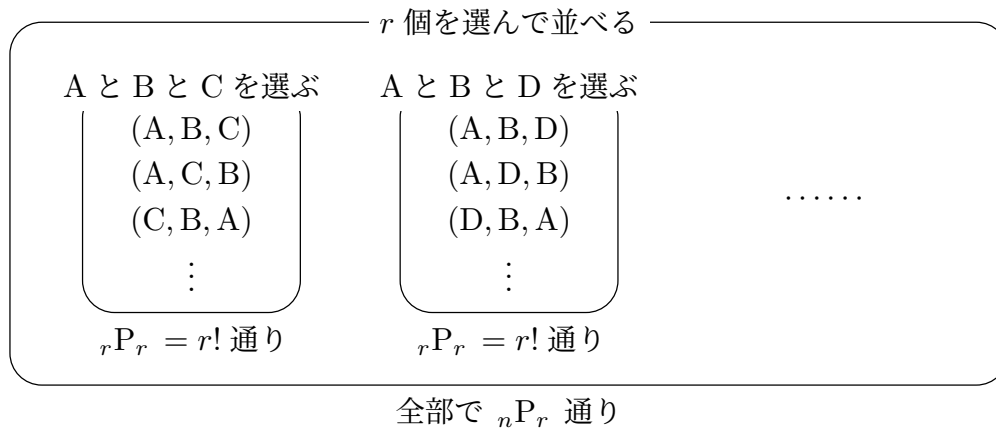 r 個を選んで並べる
A と B と C を選ぶ
(A, B, C)
(A, C, B)
(C, B, A)
⋮
rPr = r! 通り
A と B と D を選ぶ
(A, B, D)
(A, D, B)
(D, B, A)
⋮
rPr = r! 通り
……
全部で nPr 通り